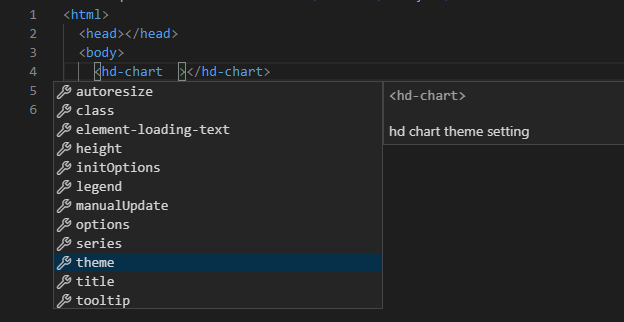 1 <html>
2 <head></head>
3 <body>
4 <hd-chart ></hd-chart>
5
6
autoresize
class
element-loading-text
height
initOptions
legend
manualUpdate
options
series
theme
title
tooltip
<hd-chart>
hd chart theme setting